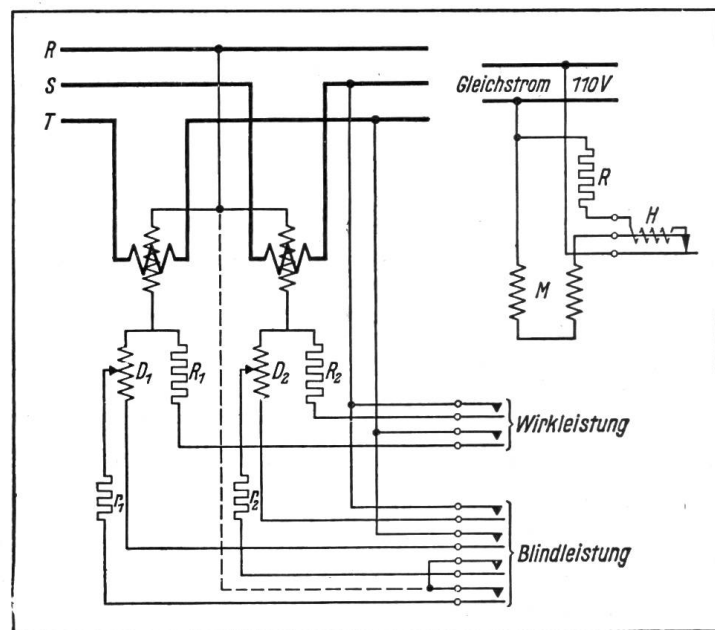 R
S
T
Gleichstrom 110V
R
H
M
D1
R1
D2
R2
r1
r2
Wirkleistung
Blindleistung